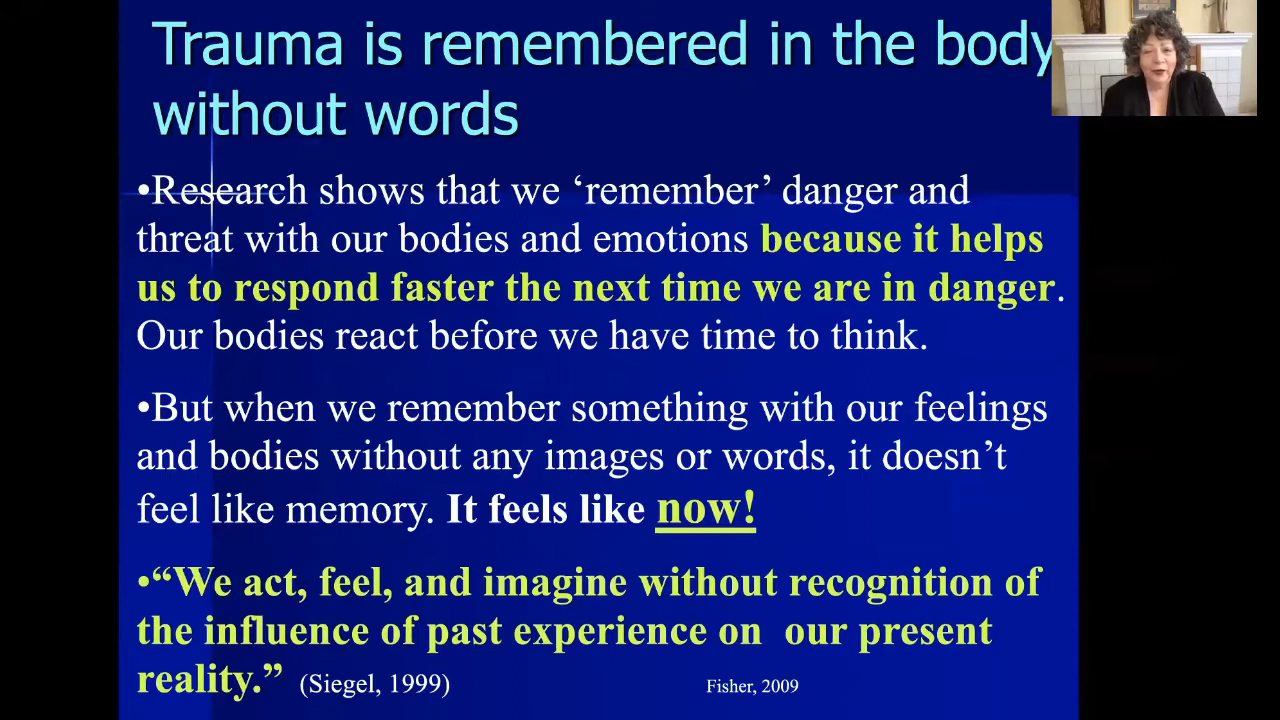 Trauma is remembered in the body
without words
•Research shows that we ‘remember’ danger and
threat with our bodies and emotions because it helps
us to respond faster the next time we are in danger.
Our bodies react before we have time to think.
•But when we remember something with our feelings
and bodies without any images or words, it doesn’t
feel like memory. It feels like now!
•“We act, feel, and imagine without recognition of
the influence of past experience on our present
reality.” (Siegel, 1999) Fisher, 2009